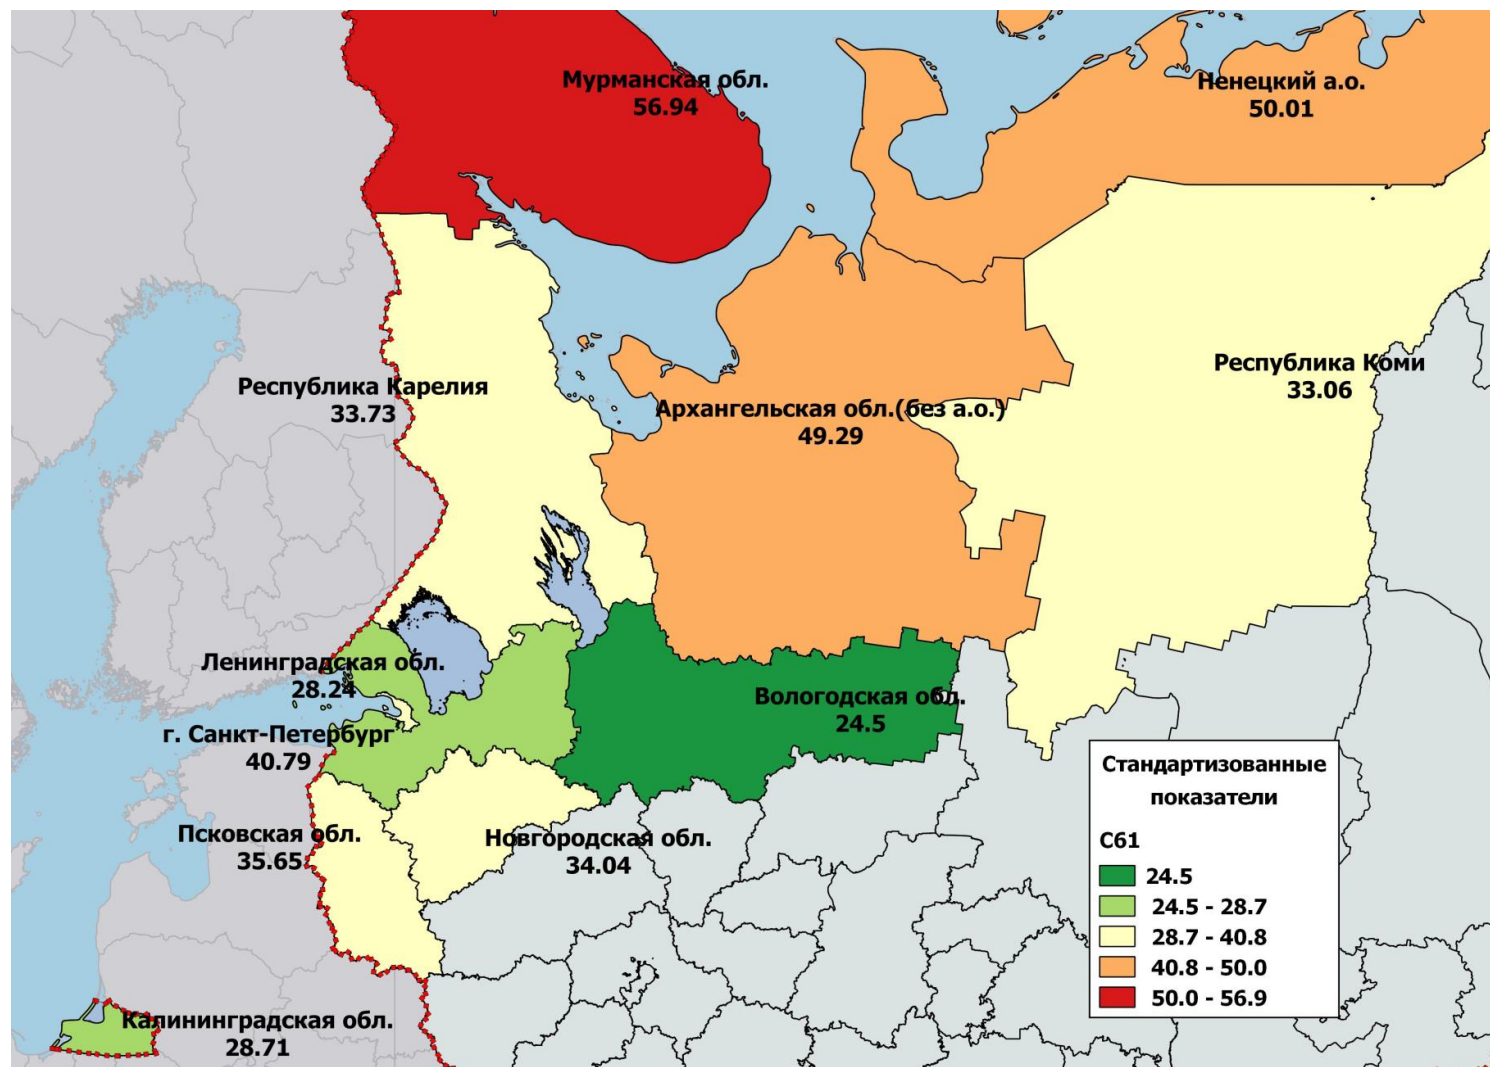 Мурманская обл.
56.94
Ненецкий а.о.
50.01
Республика Карелия
33.73
Архангельская обл.(без а.о.)
49.29
Республика Коми
33.06
Ленинградская обл.
28.24
Вологодская обл.
24.5
г. Санкт-Петербург
40.79
Псковская обл.
35.65
Новгородская обл.
34.04
Калининградская обл.
28.71
Стандартизованные
показатели
C61
24.5
24.5 - 28.7
28.7 - 40.8
40.8 - 50.0
50.0 - 56.9